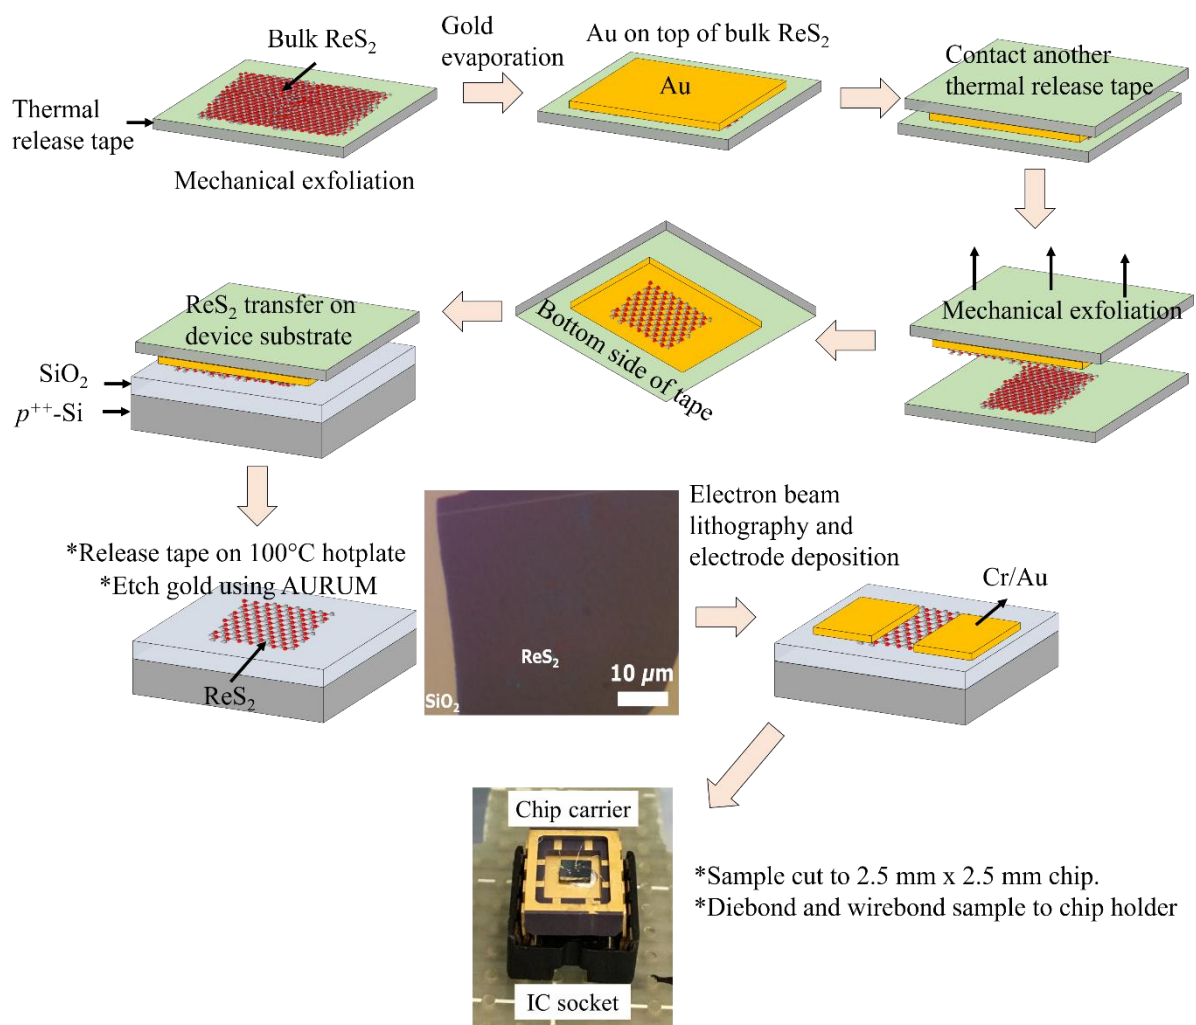 Bulk ReS₂
Thermal
release tape
Mechanical exfoliation
Gold
evaporation
Au on top of bulk ReS₂
Au
Contact another
thermal release tape
Mechanical exfoliation
Bottom side of tape
ReS₂ transfer on
device substrate
SiO₂
p⁺⁺-Si
*Release tape on 100°C hotplate
*Etch gold using AURUM
ReS₂
ReS₂
SiO₂
10 µm
Electron beam
lithography and
electrode deposition
Cr/Au
Chip carrier
IC socket
*Sample cut to 2.5 mm x 2.5 mm chip.
*Diebond and wirebond sample to chip holder